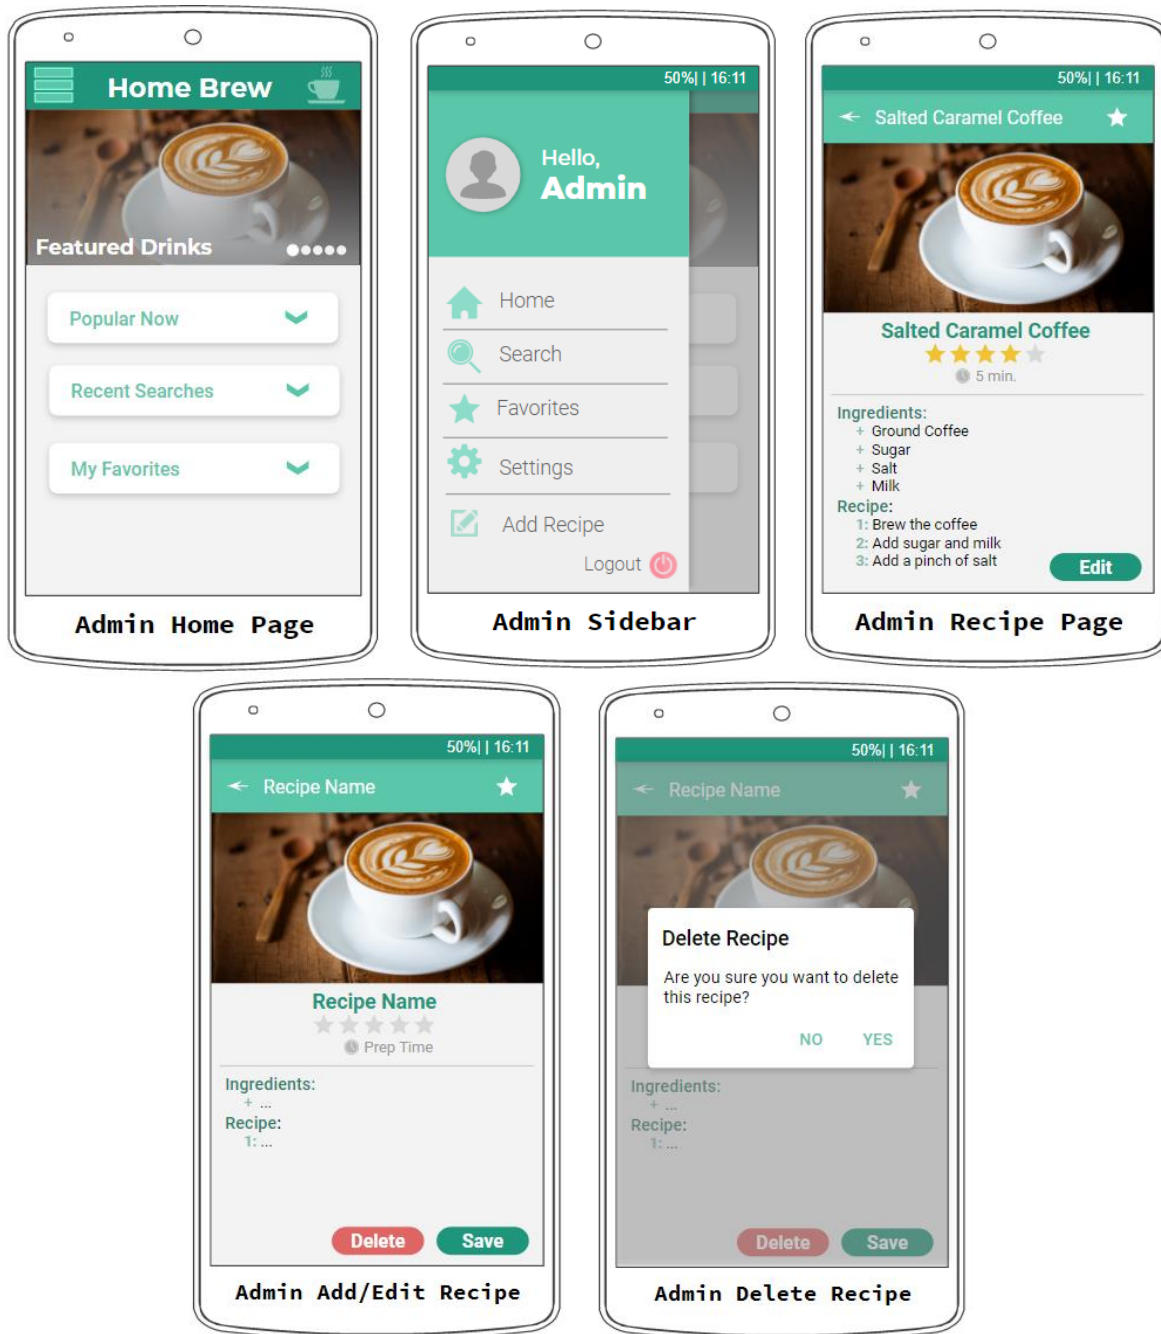 Home Brew
Featured Drinks
Popular Now
Recent Searches
My Favorites
Admin Home Page
50%| | 16:11
Hello,
Admin
Home
Search
Favorites
Settings
Add Recipe
Logout
Admin Sidebar
50%| | 16:11
Salted Caramel Coffee
Salted Caramel Coffee
5 min.
Ingredients:
+ Ground Coffee
+ Sugar
+ Salt
+ Milk
Recipe:
1: Brew the coffee
2: Add sugar and milk
3: Add a pinch of salt
Edit
Admin Recipe Page
50%| | 16:11
Recipe Name
Recipe Name
Prep Time
Ingredients:
+ ...
Recipe:
1: ...
Delete Save
Admin Add/Edit Recipe
50%| | 16:11
Recipe Name
Delete Recipe
Are you sure you want to delete
this recipe?
NO YES
Ingredients:
+ ...
Recipe:
1: ...
Delete Save
Admin Delete Recipe